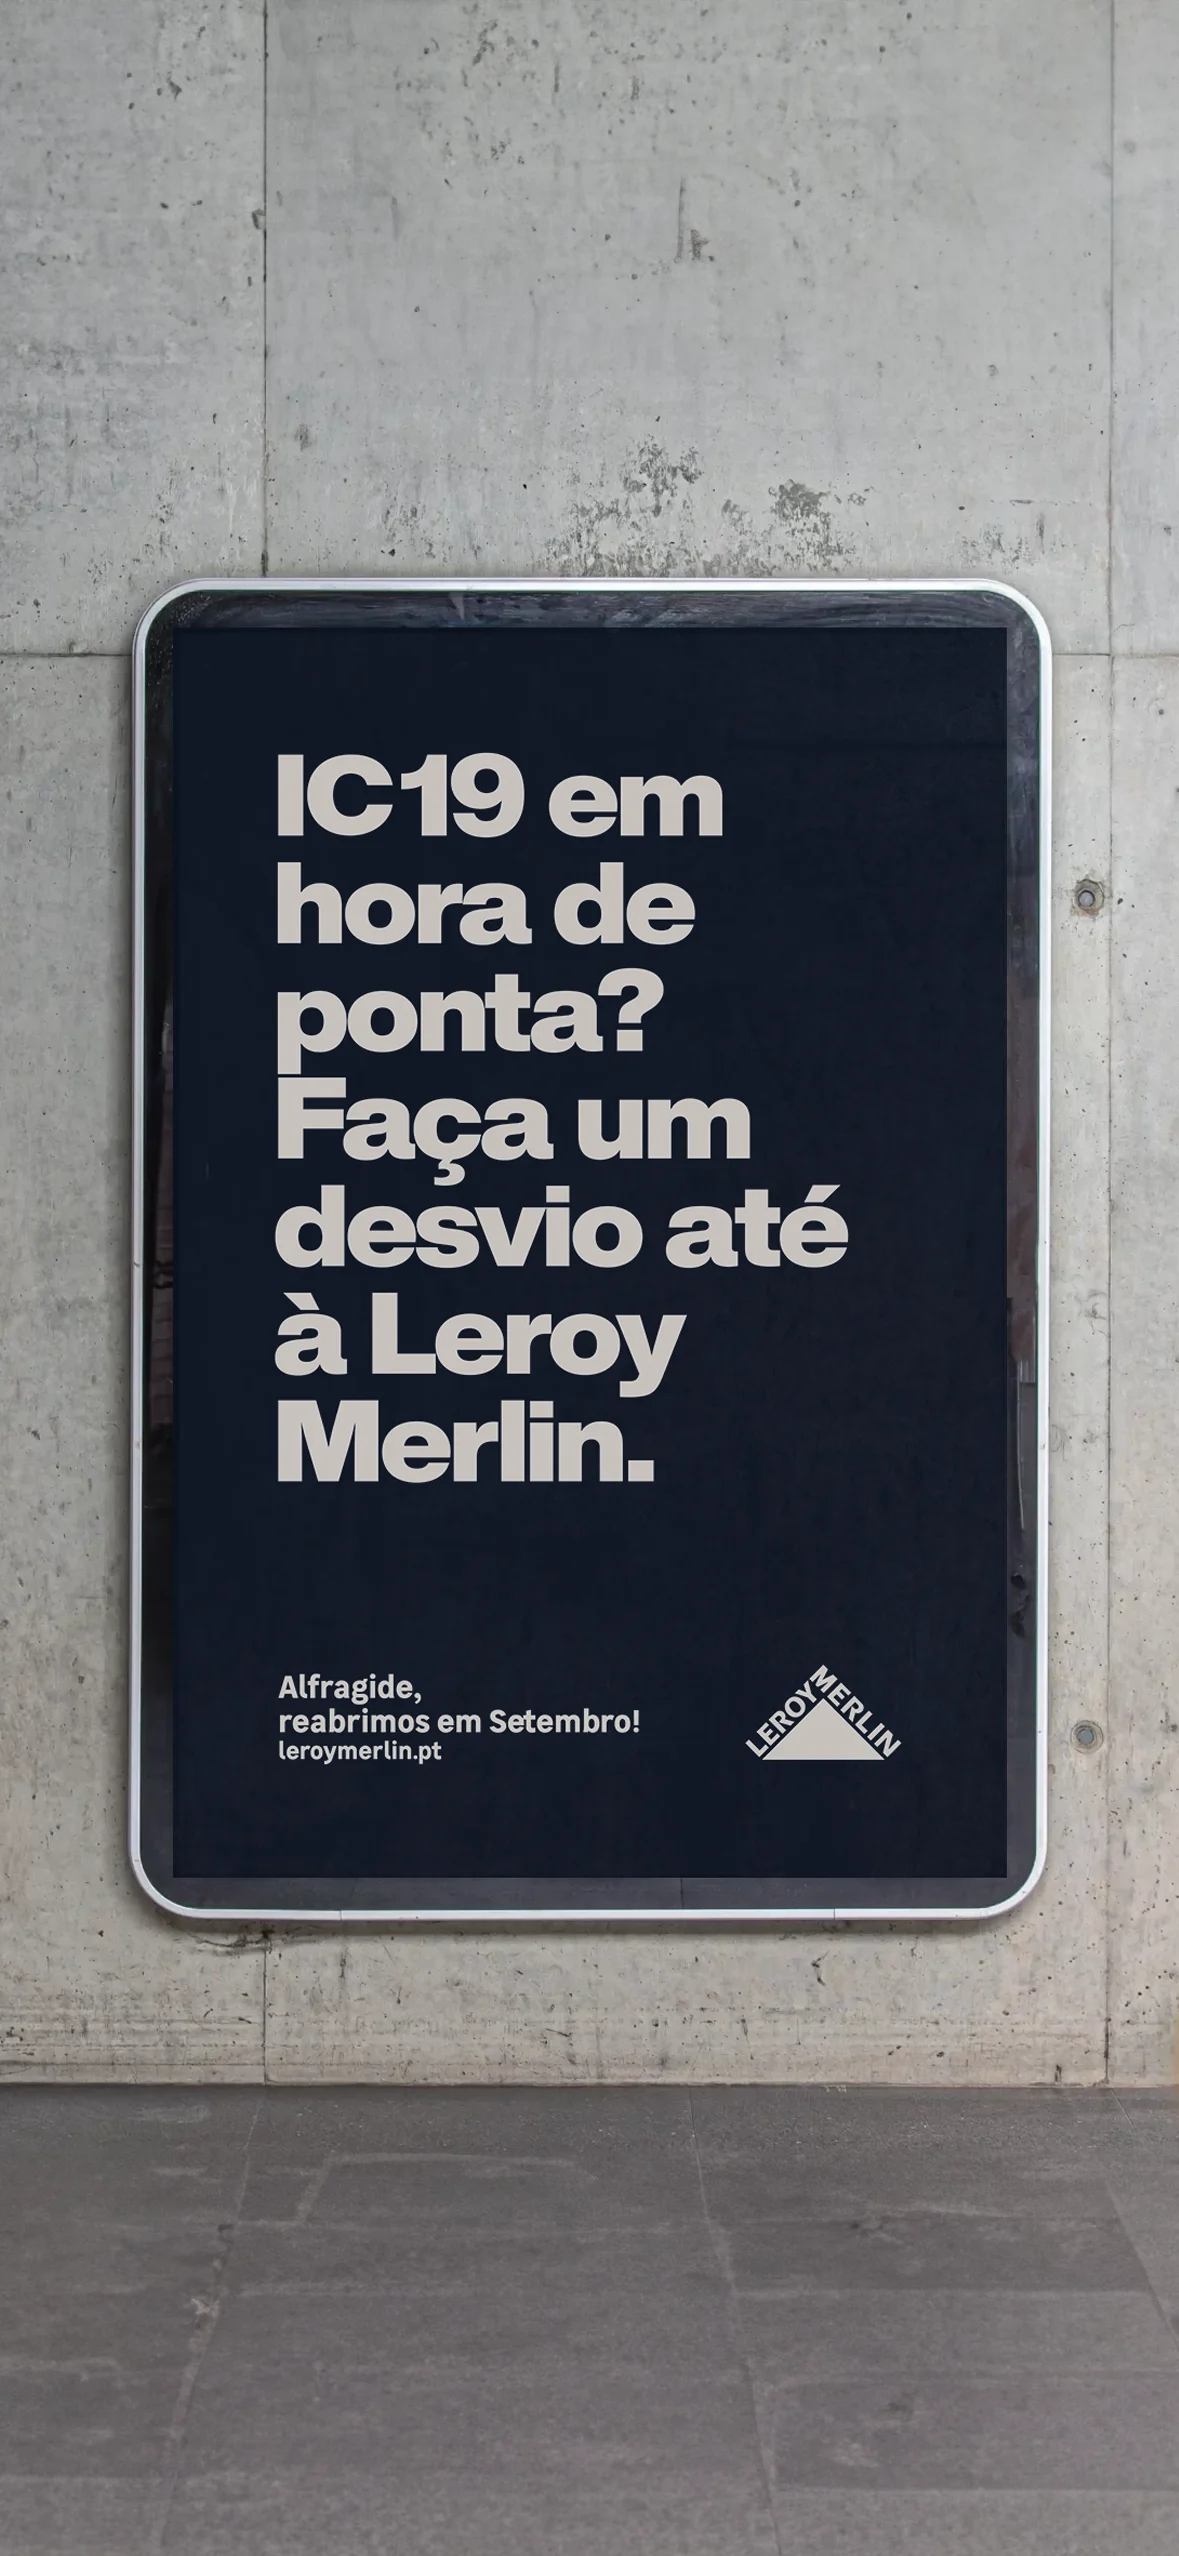 IC19 em
hora de
ponta?
Faça um
desvio até
à Leroy
Merlin.
Alfragide,
reabrimos em Setembro!
leroymerlin.pt
LEROY MERLIN